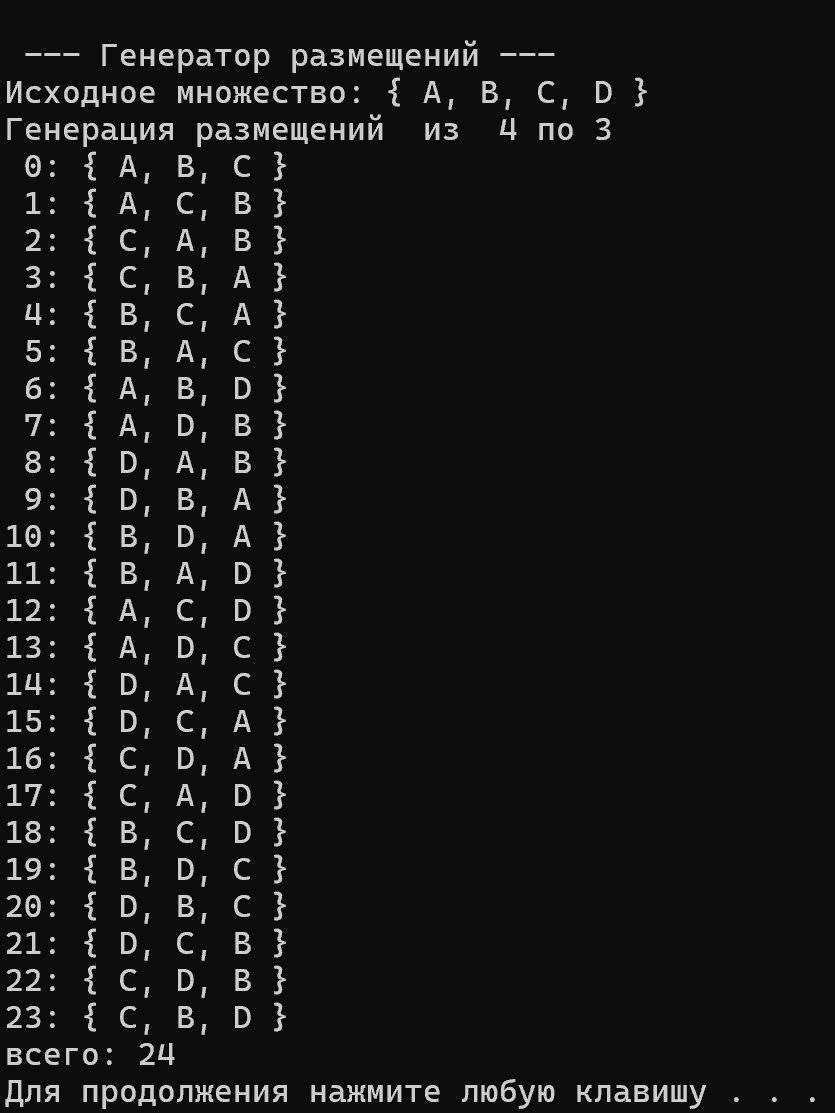 --- Генератор размещений ---
Исходное множество: { A, B, C, D }
Генерация размещений  из  4 по 3
 0: { A, B, C }
 1: { A, C, B }
 2: { C, A, B }
 3: { C, B, A }
 4: { B, C, A }
 5: { B, A, C }
 6: { A, B, D }
 7: { A, D, B }
 8: { D, A, B }
 9: { D, B, A }
10: { B, D, A }
11: { B, A, D }
12: { A, C, D }
13: { A, D, C }
14: { D, A, C }
15: { D, C, A }
16: { C, D, A }
17: { C, A, D }
18: { B, C, D }
19: { B, D, C }
20: { D, B, C }
21: { D, C, B }
22: { C, D, B }
23: { C, B, D }
всего: 24
Для продолжения нажмите любую клавишу . . .